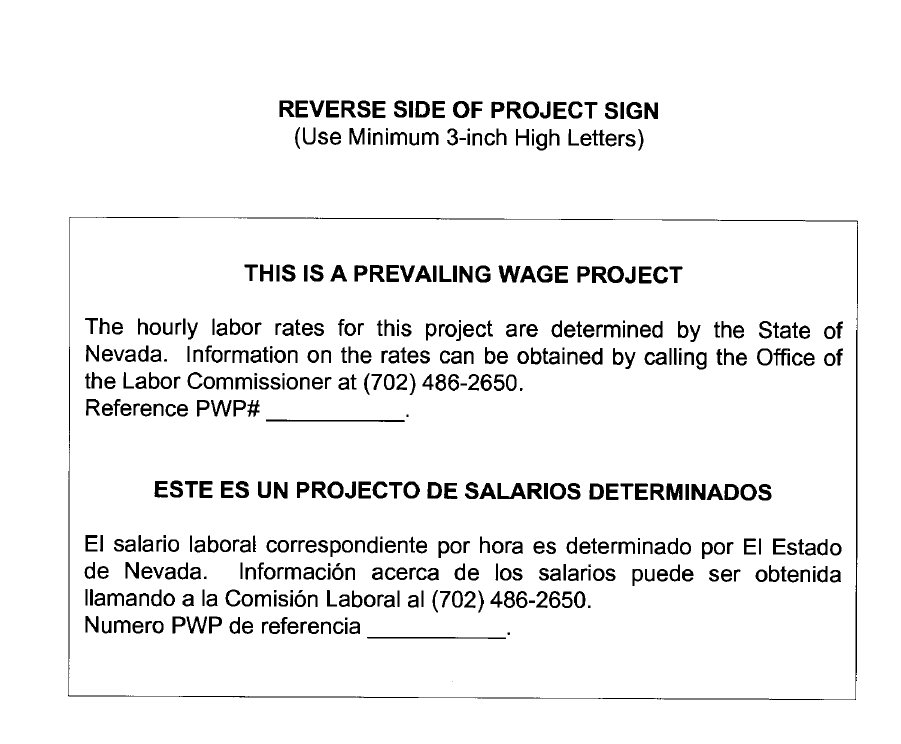 REVERSE SIDE OF PROJECT SIGN
(Use Minimum 3-inch High Letters)
THIS IS A PREVAILING WAGE PROJECT
The hourly labor rates for this project are determined by the State of
Nevada. Information on the rates can be obtained by calling the Office of
the Labor Commissioner at (702) 486-2650.
Reference PWP# ____________.
ESTE ES UN PROJECTO DE SALARIOS DETERMINADOS
El salario laboral correspondiente por hora es determinado por El Estado
de Nevada. Información acerca de los salarios puede ser obtenida
llamando a la Comisión Laboral al (702) 486-2650.
Numero PWP de referencia ____________.